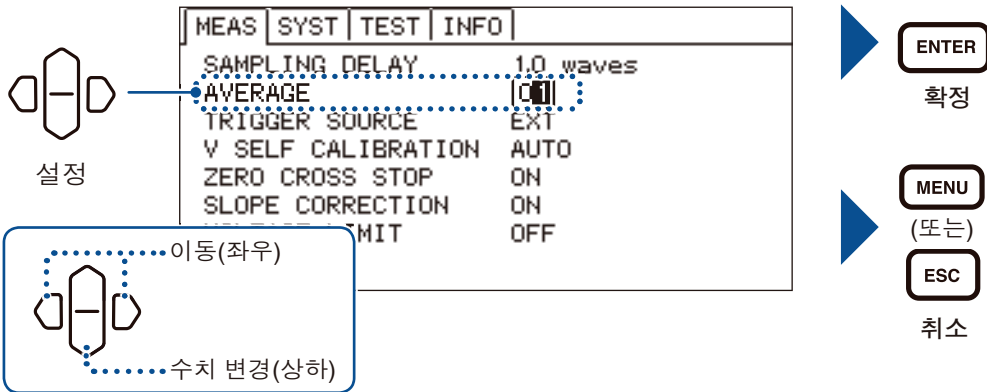 MEAS SYST TEST INFO
SAMPLING DELAY 1.0 waves
AVERAGE 01
TRIGGER SOURCE EXT
V SELF CALIBRATION AUTO
ZERO CROSS STOP ON
SLOPE CORRECTION ON
IMIT OFF
설정
이동(좌우)
수치 변경(상하)
ENTER
확정
MENU
(또는)
ESC
취소